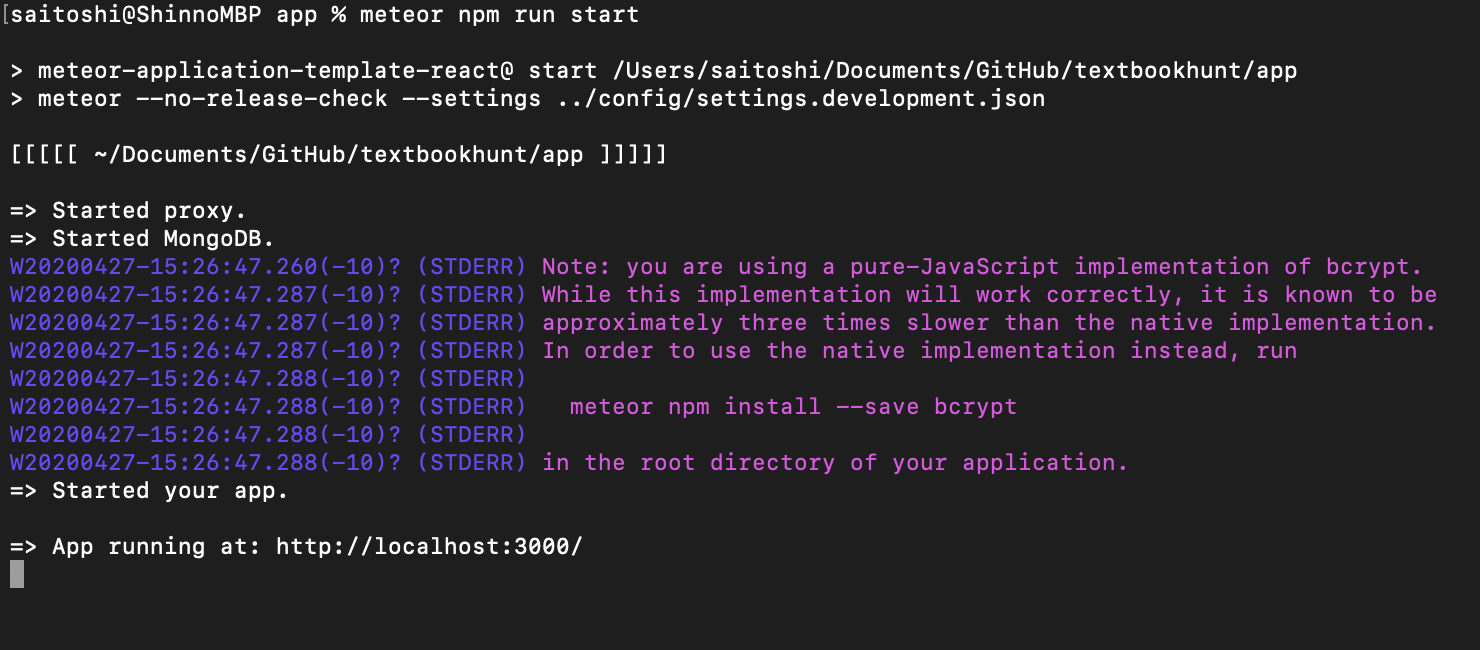 [saitoshi@ShinnoMBP app % meteor npm run start
> meteor-application-template-react@ start /Users/saitoshi/Documents/GitHub/textbookhunt/app
> meteor --no-release-check --settings ../config/settings.development.json
[[[[[ ~/Documents/GitHub/textbookhunt/app ]]]]]
=> Started proxy.
=> Started MongoDB.
W20200427-15:26:47.260(-10)? (STDERR) Note: you are using a pure-JavaScript implementation of bcrypt.
W20200427-15:26:47.287(-10)? (STDERR) While this implementation will work correctly, it is known to be
W20200427-15:26:47.287(-10)? (STDERR) approximately three times slower than the native implementation.
W20200427-15:26:47.287(-10)? (STDERR) In order to use the native implementation instead, run
W20200427-15:26:47.288(-10)? (STDERR)
W20200427-15:26:47.288(-10)? (STDERR)   meteor npm install --save bcrypt
W20200427-15:26:47.288(-10)? (STDERR)
W20200427-15:26:47.288(-10)? (STDERR) in the root directory of your application.
=> Started your app.
=> App running at: http://localhost:3000/